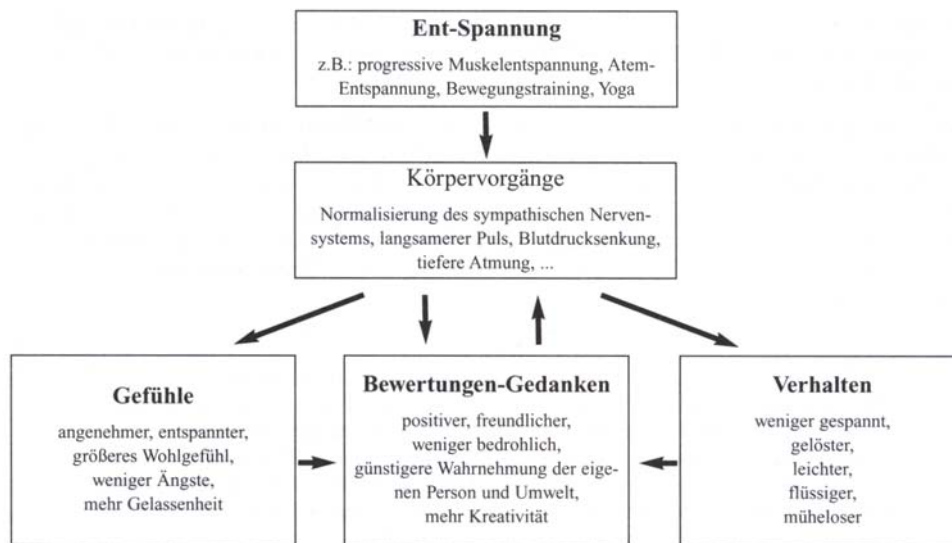 Ent-Spannung
z.B.: progressive Muskelentspannung, Atem-
Entspannung, Bewegungstraining, Yoga
Körpervorgänge
Normalisierung des sympathischen Nerven-
systems, langsamerer Puls, Blutdrucksenkung,
tiefere Atmung, ...
Gefühle
angenehmer, entspannter,
größeres Wohlgefühl,
weniger Ängste,
mehr Gelassenheit
Bewertungen-Gedanken
positiver, freundlicher,
weniger bedrohlich,
günstigere Wahrnehmung der eige-
nen Person und Umwelt,
mehr Kreativität
Verhalten
weniger gespannt,
gelöster,
leichter,
flüssiger,
müheloser